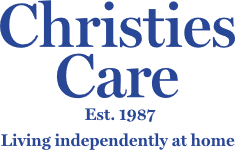 Christies
Care
Est. 1987
Living independently at home